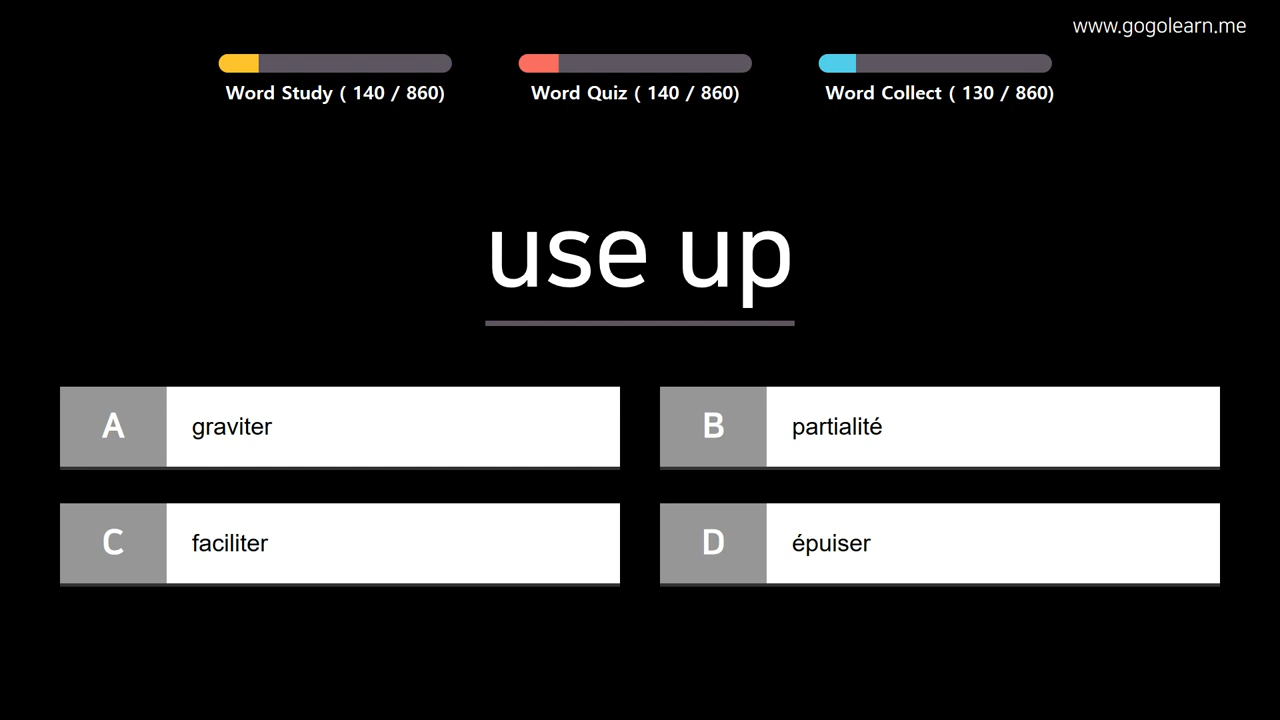 www.gogolearn.me
Word Study ( 140 / 860)
Word Quiz ( 140 / 860)
Word Collect ( 130 / 860)
use up
A graviter
B partialité
C faciliter
D épuiser